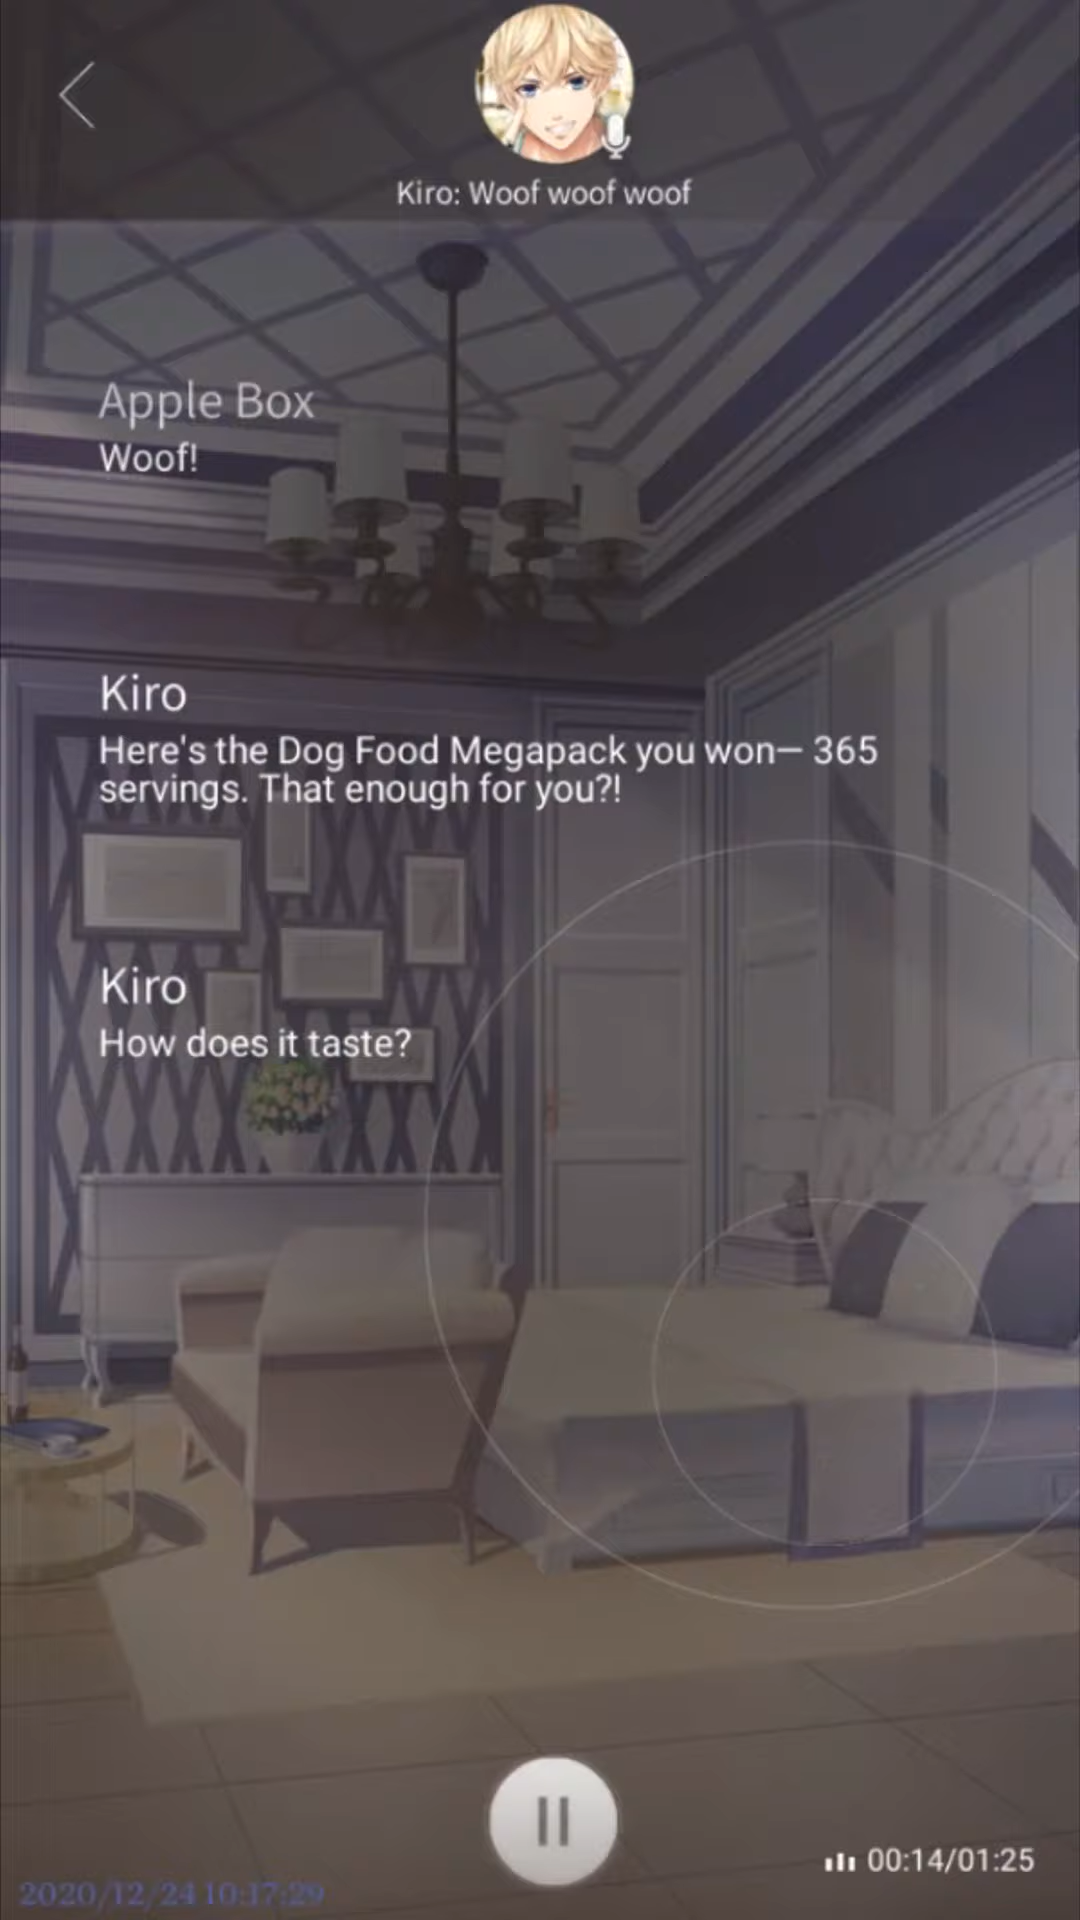 Kiro: Woof woof woof
Apple Box
Woof!
Kiro
Here's the Dog Food Megapack you won— 365
servings. That enough for you?!
Kiro
How does it taste?
00:14/01:25
2020/12/24 10:17:29